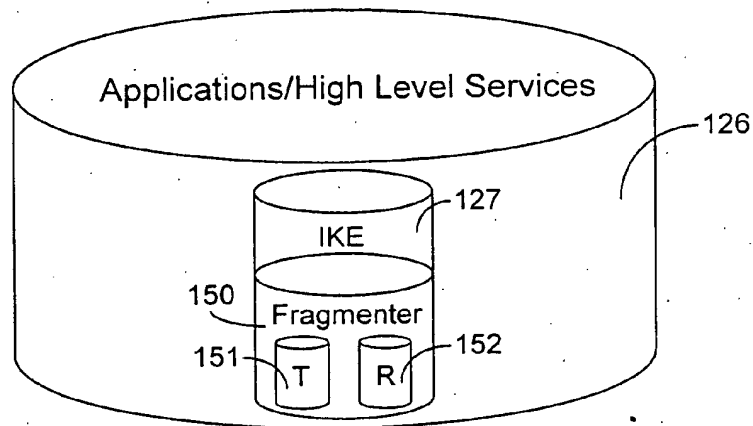 Applications/High Level Services
126
127
IKE
150
Fragmenter
151
152
T
R